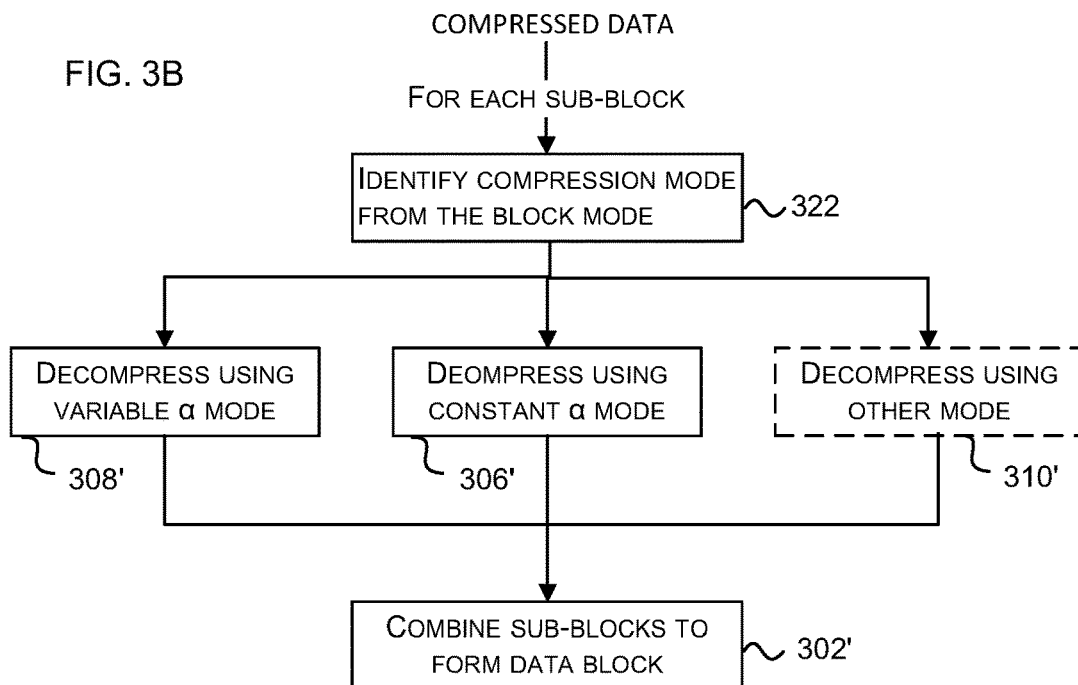 COMPRESSED DATA
FIG. 3B
FOR EACH SUB-BLOCK
IDENTIFY COMPRESSION MODE
FROM THE BLOCK MODE
322
DECOMPRESS USING
VARIABLE α MODE
308'
DEOMPRESS USING
CONSTANT α MODE
306'
DECOMPRESS USING
OTHER MODE
310'
COMBINE SUB-BLOCKS TO
FORM DATA BLOCK
302'